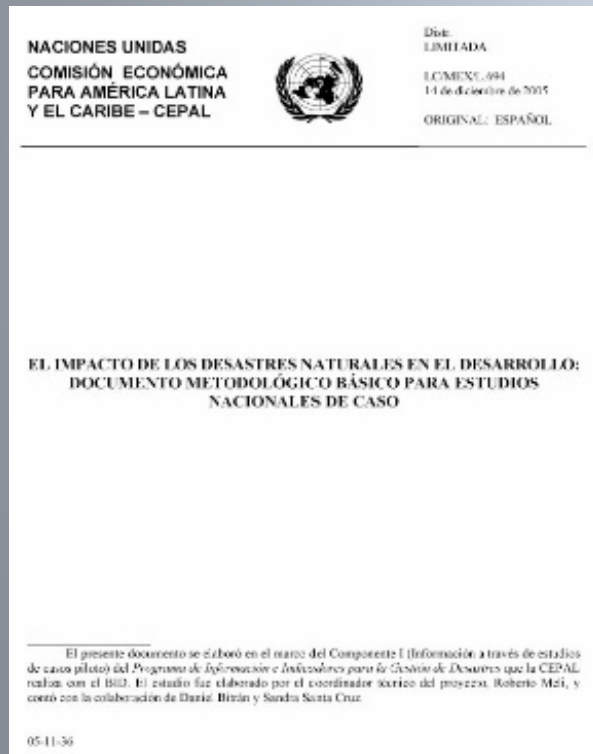 NACIONES UNIDAS
COMISIÓN ECONÓMICA
PARA AMÉRICA LATINA
Y EL CARIBE – CEPAL
Distr.
LIMITADA
LC/MEX/L.694
14 de diciembre de 2005
ORIGINAL: ESPAÑOL
EL IMPACTO DE LOS DESASTRES NATURALES EN EL DESARROLLO:
DOCUMENTO METODOLÓGICO BÁSICO PARA ESTUDIOS
NACIONALES DE CASO
El presente documento se elaboró en el marco del Componente I (Información a través de estudios
de casos piloto) del Programa de Información e Indicadores para la Gestión de Desastres que la CEPAL
realiza con el BID. El estudio fue elaborado por el coordinador técnico del proyecto, Roberto Meli, y
contó con la colaboración de Daniel Bitrán y Sandra Santa Cruz
05-11-36